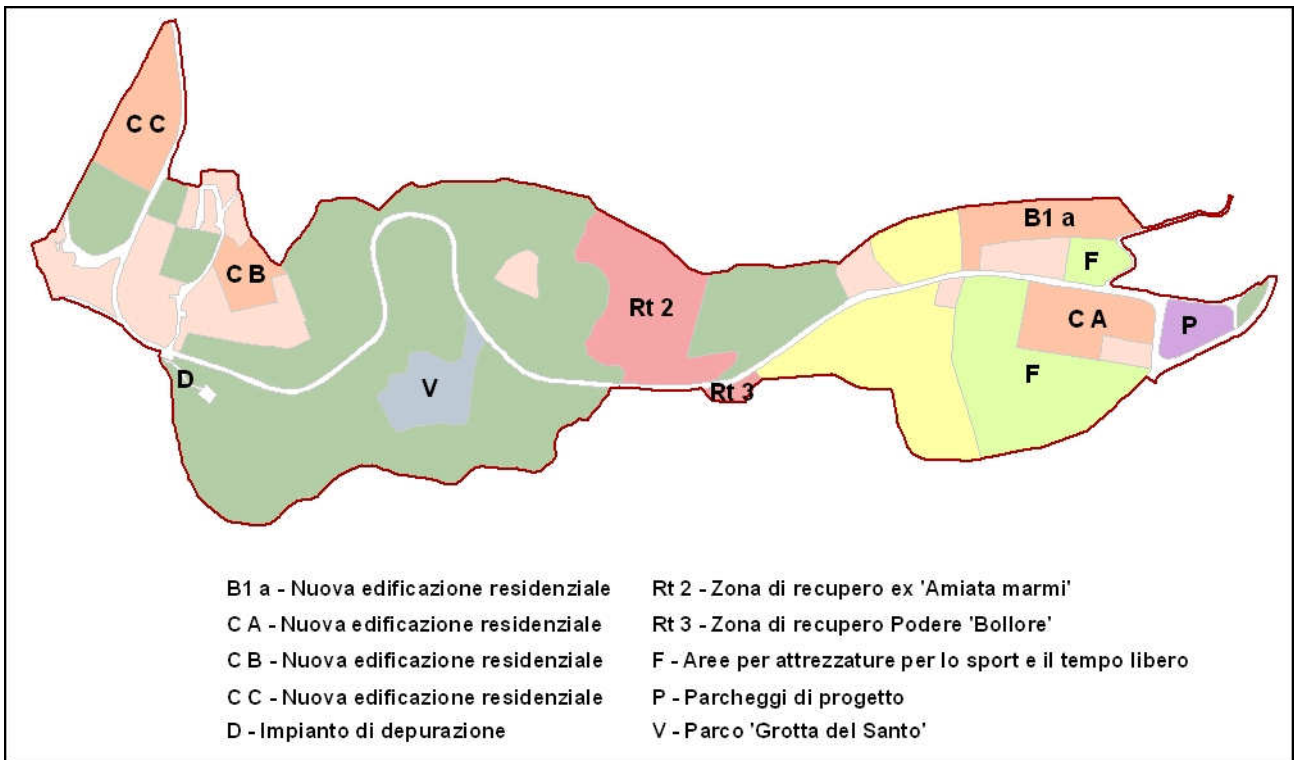 C C
B1 a
F
C B
Rt 2
C A
P
D
V
Rt 3
F
B1 a - Nuova edificazione residenziale
C A - Nuova edificazione residenziale
C B - Nuova edificazione residenziale
C C - Nuova edificazione residenziale
D - Impianto di depurazione
Rt 2 - Zona di recupero ex 'Amiata marmi'
Rt 3 - Zona di recupero Podere 'Bollore'
F - Aree per attrezzature per lo sport e il tempo libero
P - Parcheggi di progetto
V - Parco 'Grotta del Santo'